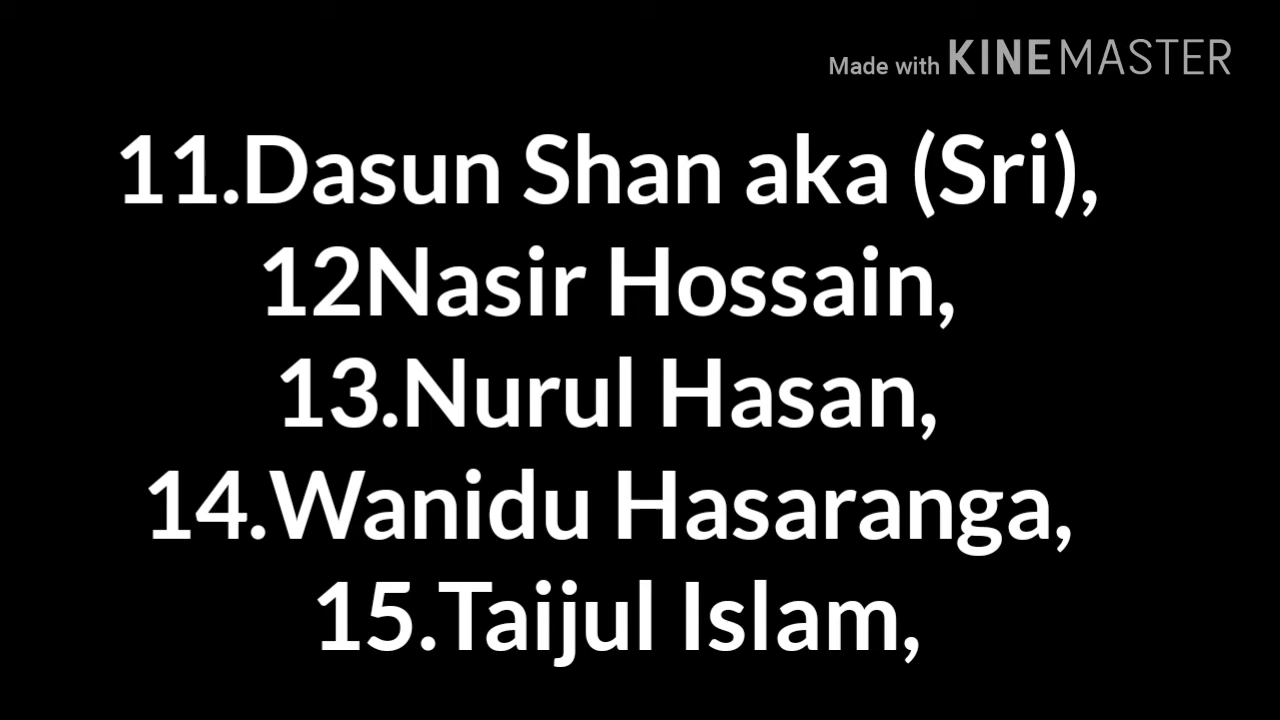 Made with KINEMASTER
11.Dasun Shan aka (Sri),
12Nasir Hossain,
13.Nurul Hasan,
14.Wanidu Hasaranga,
15.Taijul Islam,